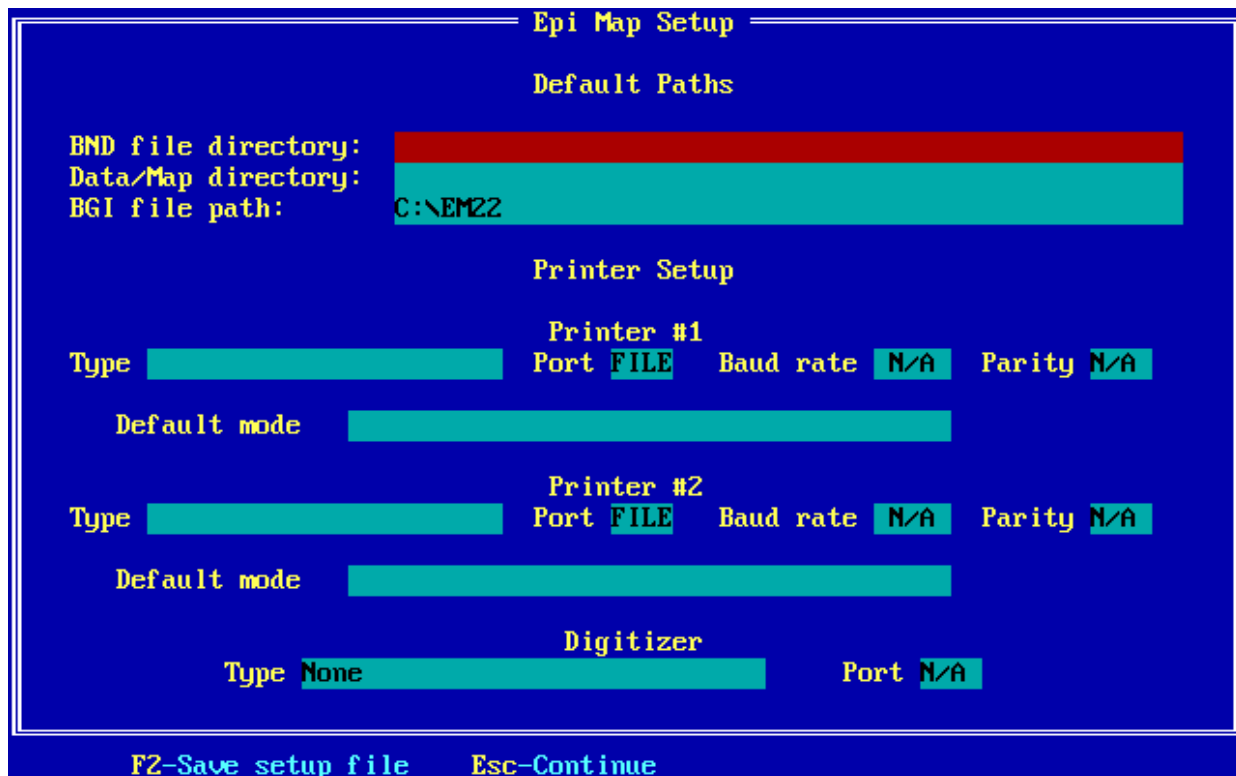 Epi Map Setup
Default Paths
BND file directory:
Data/Map directory:
BGI file path: C:\EM22
Printer Setup
Printer #1
Type Port FILE Baud rate N/A Parity N/A
Default mode
Printer #2
Type Port FILE Baud rate N/A Parity N/A
Default mode
Digitizer
Type None Port N/A
F2-Save setup file Esc-Continue